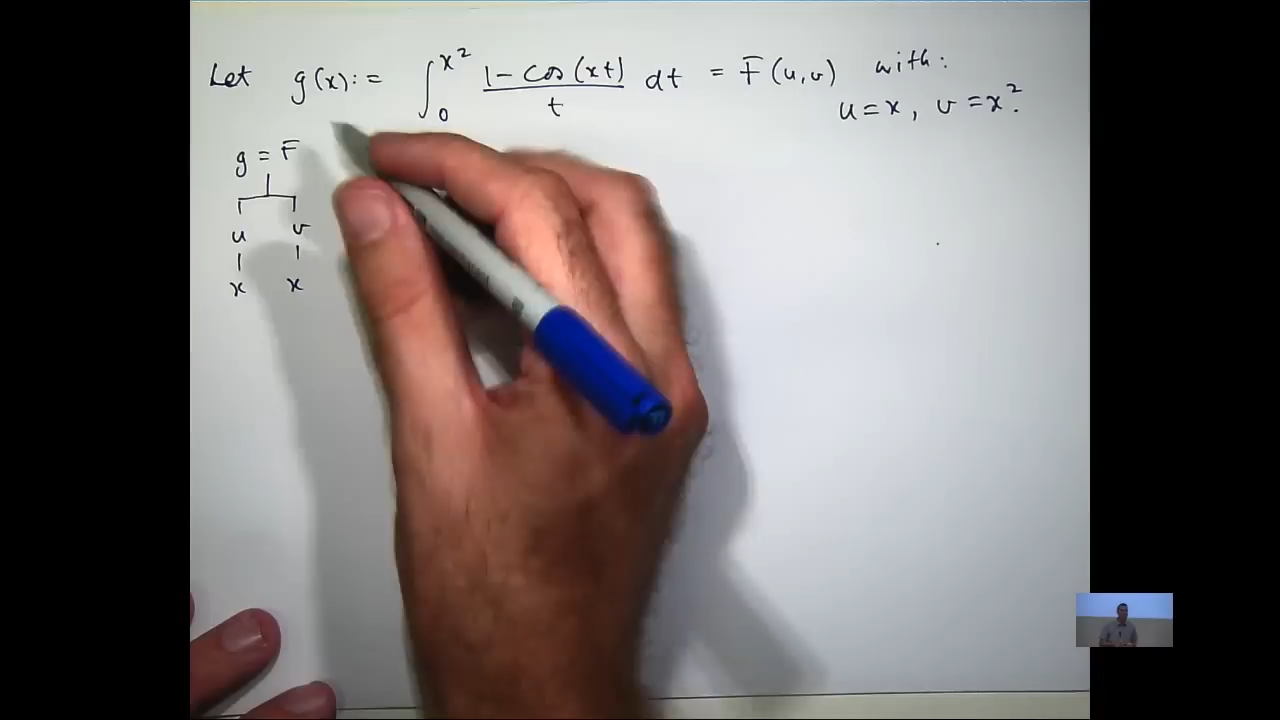 Let g(x) := ∫₀^{x²} (1 - cos(xt))/t dt = F(u,v) with:
u = x, v = x².
g = F
u v
x x